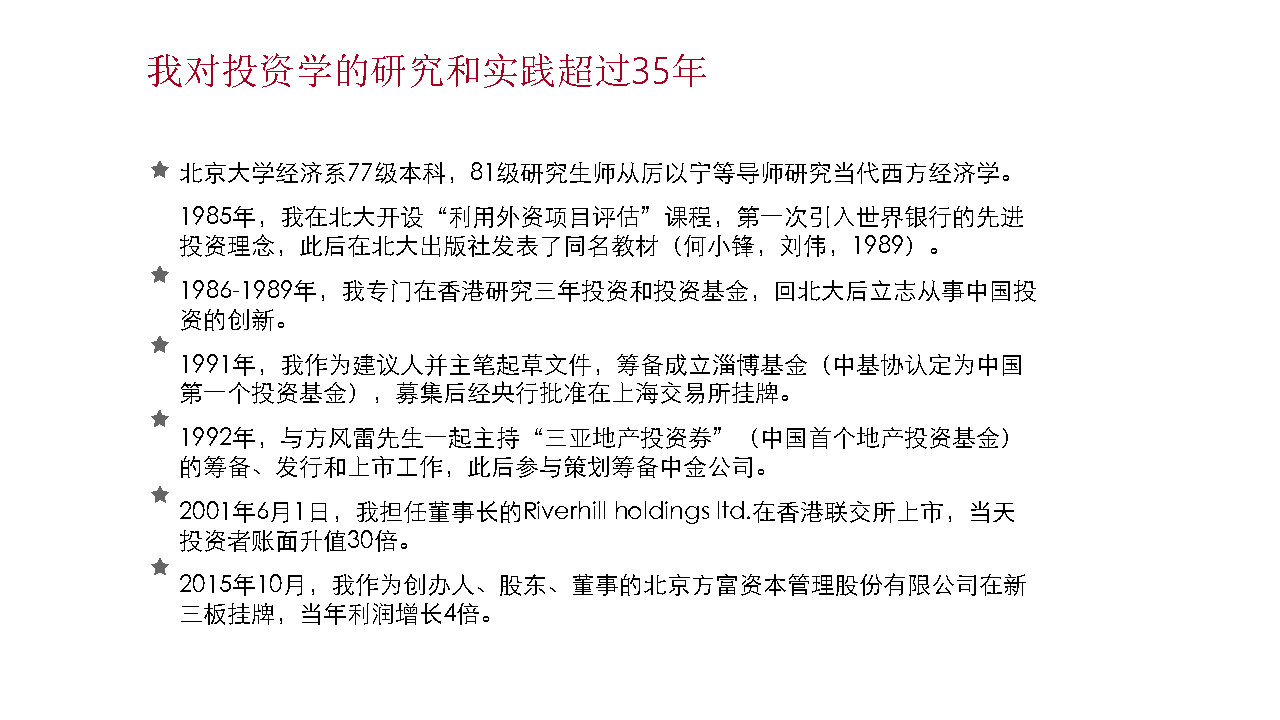 我对投资学的研究和实践超过35年
北京大学经济系77级本科，81级研究生师从厉以宁等导师研究当代西方经济学。
1985年，我在北大开设“利用外资项目评估”课程，第一次引入世界银行的先进
投资理念，此后在北大出版社发表了同名教材（何小锋，刘伟，1989）。
1986-1989年，我专门在香港研究三年投资和投资基金，回北大后立志从事中国投
资的创新。
1991年，我作为建议人并主笔起草文件，筹备成立淄博基金（中基协认定为中国
第一个投资基金），募集后经央行批准在上海交易所挂牌。
1992年，与方风雷先生一起主持“三亚地产投资券”（中国首个地产投资基金）
的筹备、发行和上市工作，此后参与策划筹备中金公司。
2001年6月1日，我担任董事长的Riverhill holdings ltd.在香港联交所上市，当天
投资者账面升值30倍。
2015年10月，我作为创办人、股东、董事的北京方富资本管理股份有限公司在新
三板挂牌，当年利润增长4倍。